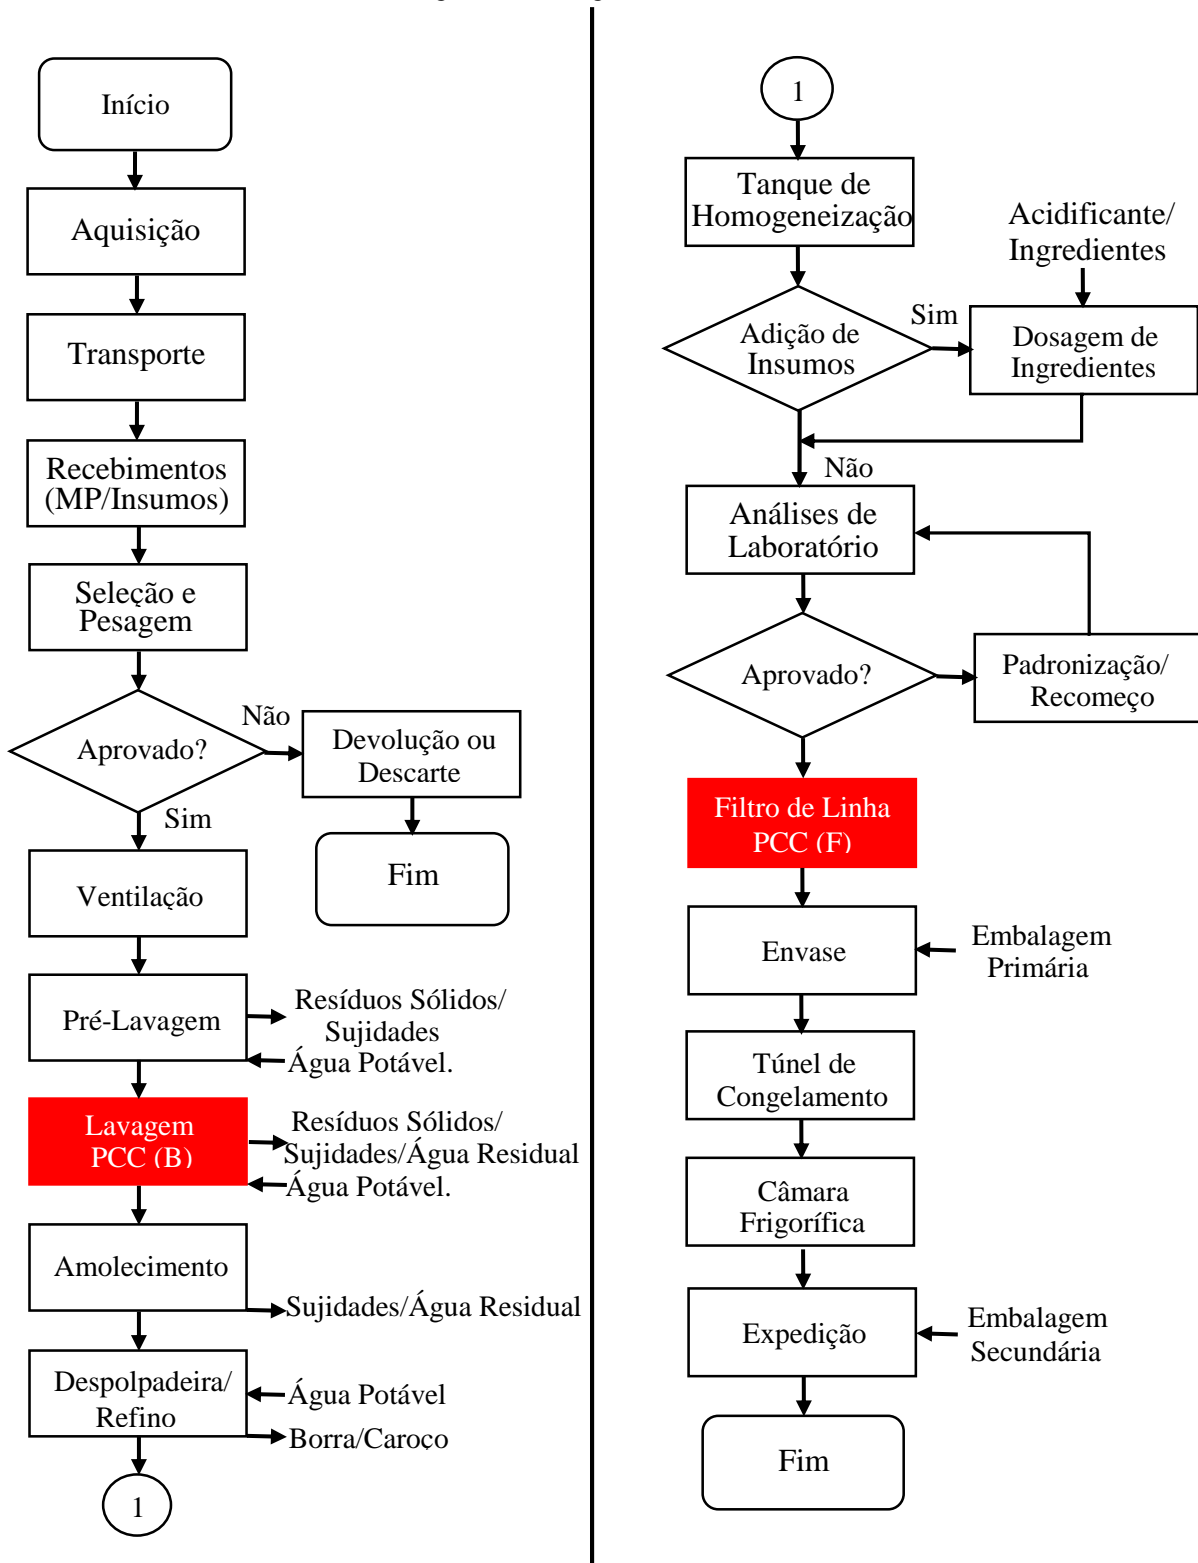 Início
Aquisição
Transporte
Recebimentos
(MP/Insumos)
Seleção e
Pesagem
Aprovado?
Não
Devolução ou
Descarte
Fim
Sim
Ventilação
Pré-Lavagem
Resíduos Sólidos/
Sujidades
Água Potável.
Lavagem
PCC (B)
Resíduos Sólidos/
Sujidades/Água Residual
Água Potável.
Amolecimento
Sujidades/Água Residual
Despolpadeira/
Refino
Água Potável
Borra/Caroço
1
1
Tanque de
Homogeneização
Acidificante/
Ingredientes
Adição de
Insumos
Sim
Dosagem de
Ingredientes
Não
Análises de
Laboratório
Aprovado?
Padronização/
Recomeço
Filtro de Linha
PCC (F)
Envase
Embalagem
Primária
Túnel de
Congelamento
Câmara
Frigorífica
Expedição
Embalagem
Secundária
Fim